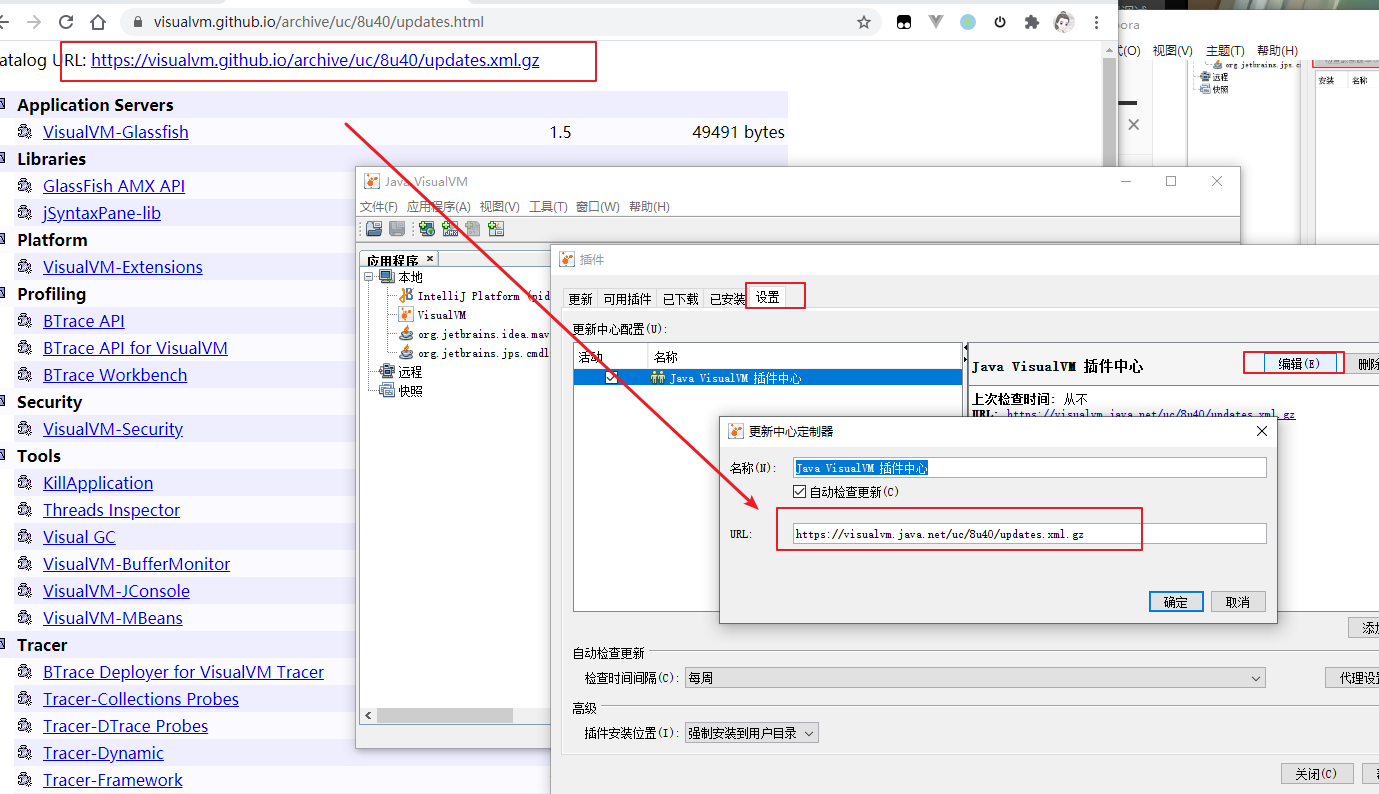 visualvm.github.io/archive/uc/8u40/updates.html
atalog URL: https://visualvm.github.io/archive/uc/8u40/updates.xml.gz
Application Servers
VisualVM-Glassfish 1.5 49491 bytes
Libraries
GlassFish AMX API
jSyntaxPane-lib
Platform
VisualVM-Extensions
Profiling
BTrace API
BTrace API for VisualVM
BTrace Workbench
Security
VisualVM-Security
Tools
KillApplication
Threads Inspector
Visual GC
VisualVM-BufferMonitor
VisualVM-JConsole
VisualVM-MBeans
Tracer
BTrace Deployer for VisualVM Tracer
Tracer-Collections Probes
Tracer-DTrace Probes
Tracer-Dynamic
Tracer-Framework
ora
式(O) 视图(V) 主题(T) 帮助(H)
org.jetbrains.jps.c
远程
快照
安装 名称
Java VisualVM
文件(F) 应用程序(A) 视图(V) 工具(T) 窗口(W) 帮助(H)
应用程序
本地
IntelliJ Platform (pid
VisualVM
org.jetbrains.idea.mav
org.jetbrains.jps.cmdl
远程
快照
插件
更新 可用插件 已下载 已安装 设置
更新中心配置(U):
活动 名称
Java VisualVM 插件中心
Java VisualVM 插件中心
编辑(E) 删除
上次检查时间: 从不
URL: https://visualvm.java.net/uc/8u40/updates.xml.gz
更新中心定制器
名称(N): Java VisualVM 插件中心
自动检查更新(C)
URL: https://visualvm.java.net/uc/8u40/updates.xml.gz
确定 取消
添加
自动检查更新
检查时间间隔(C): 每周
代理设置
高级
插件安装位置(I): 强制安装到用户目录
关闭(C)